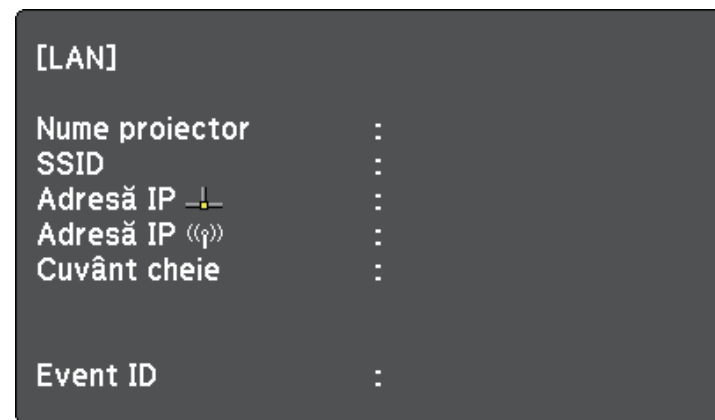 [LAN]
Nume proiector :
SSID :
Adresă IP :
Adresă IP :
Cuvânt cheie :
Event ID :